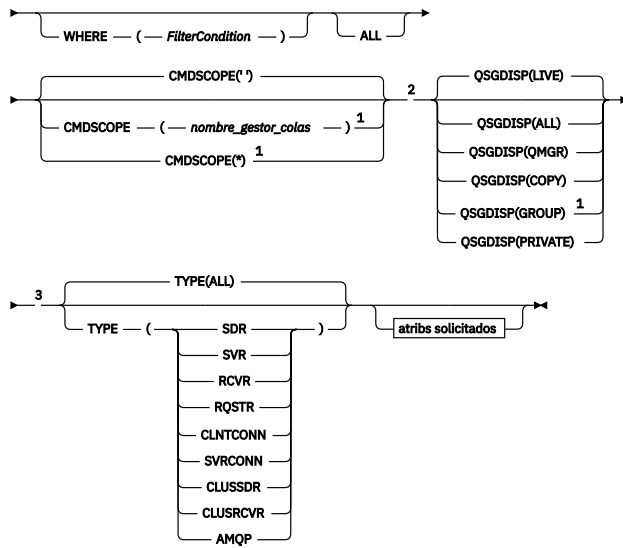 WHERE ( FilterCondition ) ALL
CMDSCOPE(' ')
CMDSCOPE ( nombre_gestor_colas ) 1
CMDSCOPE(*) 1
2
QSGDISP(LIVE)
QSGDISP(ALL)
QSGDISP(QMGR)
QSGDISP(COPY)
QSGDISP(GROUP) 1
QSGDISP(PRIVATE)
3
TYPE(ALL)
TYPE ( SDR )
SVR
RCVR
RQSTR
CLNTCONN
SVRCONN
CLUSSDR
CLUSRCVR
AMQP
atribs solicitados